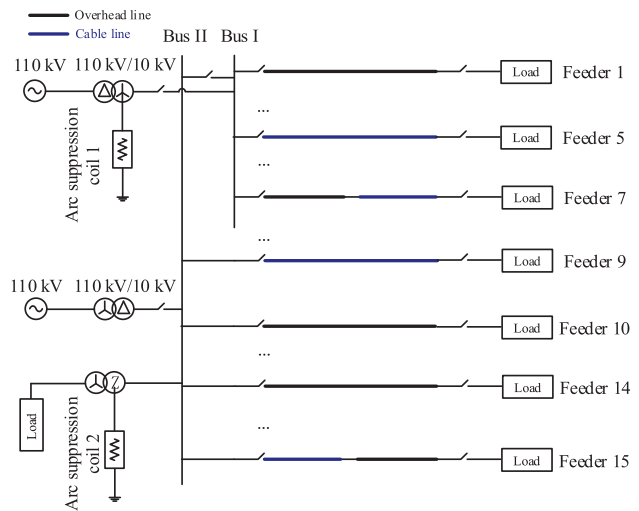 Overhead line
Cable line
Bus II Bus I
110 kV 110 kV/10 kV
Load Feeder 1
...
Arc suppression
coil 1
Load Feeder 5
...
Load Feeder 7
...
Load Feeder 9
110 kV 110 kV/10 kV
Load Feeder 10
...
Z
Load Feeder 14
Load
Arc suppression
coil 2
...
Load Feeder 15